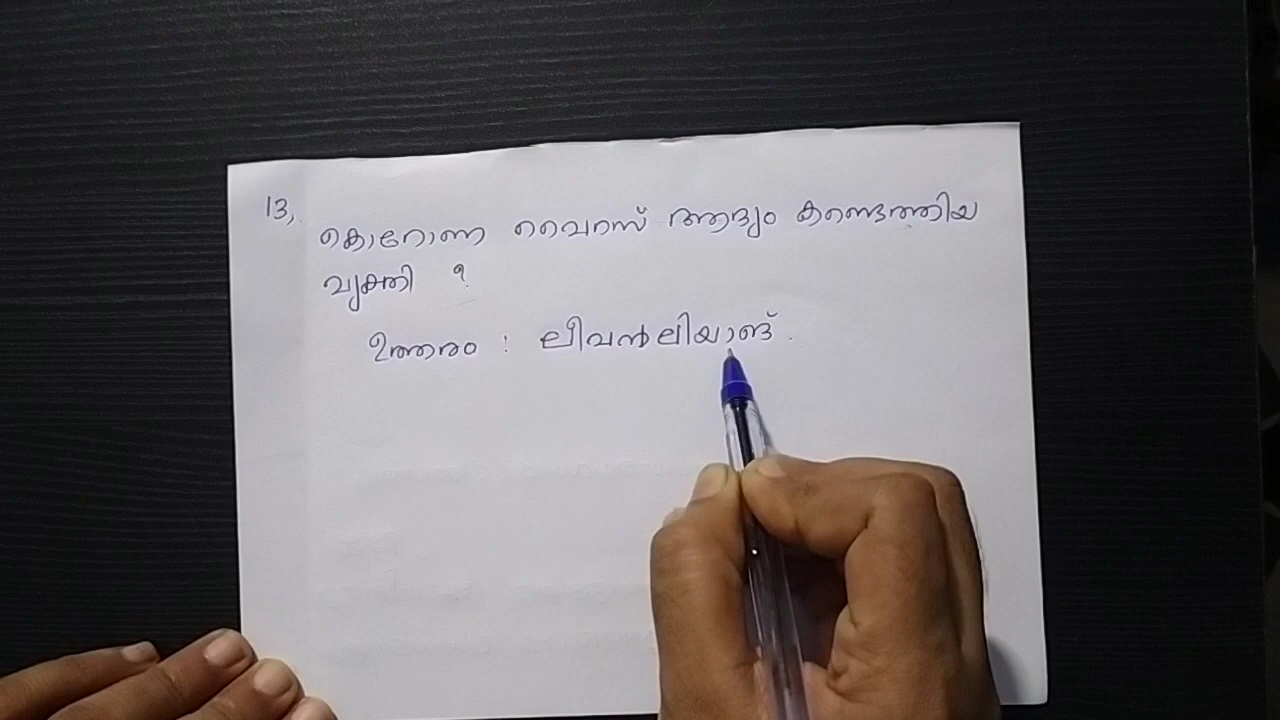 13,
കൊറോണ വൈറസ് ആദ്യം കണ്ടെത്തിയ
വ്യക്തി ?
ഉത്തരം : ലീവൻലിയാങ് .